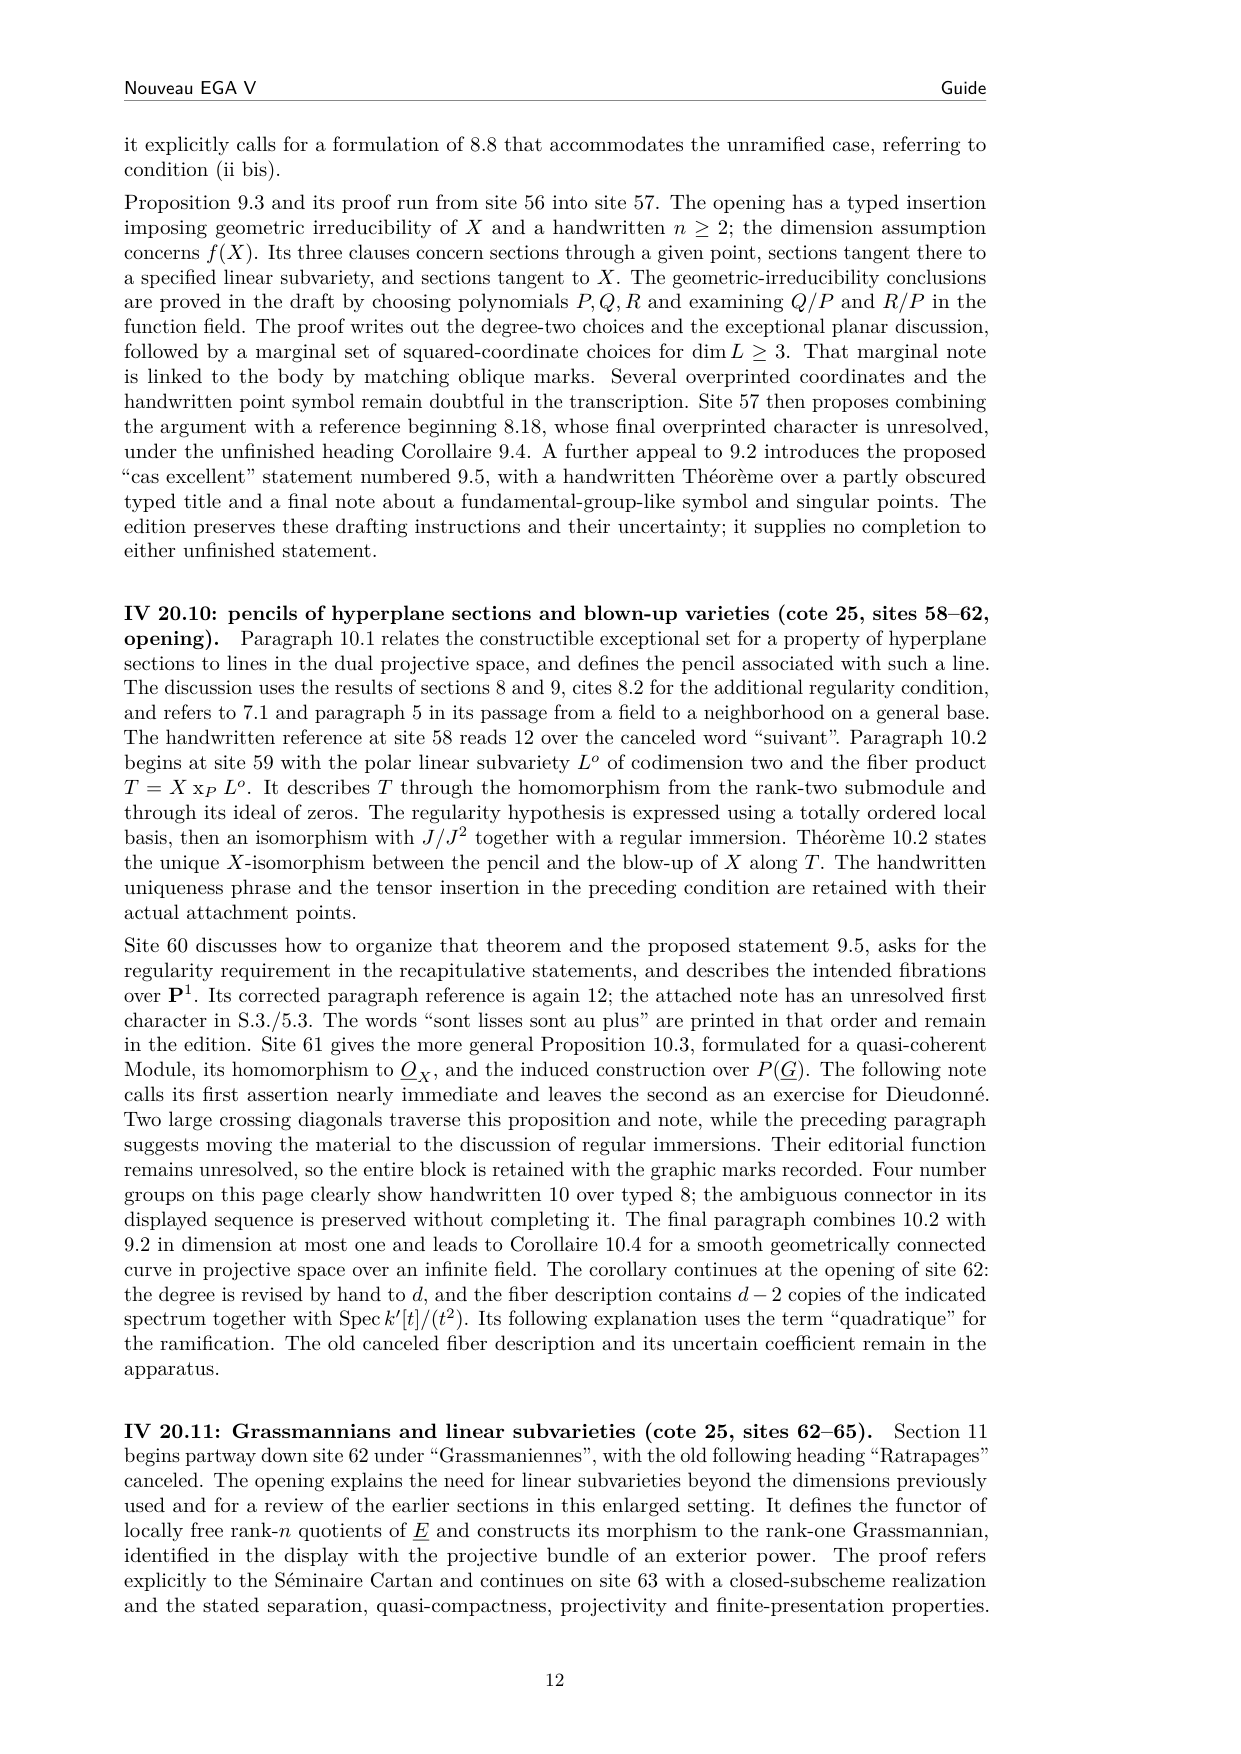 Nouveau EGA V Guide
it explicitly calls for a formulation of 8.8 that accommodates the unramified case, referring to
condition (ii bis).
Proposition 9.3 and its proof run from site 56 into site 57. The opening has a typed insertion
imposing geometric irreducibility of X and a handwritten n ≥ 2; the dimension assumption
concerns f(X). Its three clauses concern sections through a given point, sections tangent there to
a specified linear subvariety, and sections tangent to X. The geometric-irreducibility conclusions
are proved in the draft by choosing polynomials P, Q, R and examining Q/P and R/P in the
function field. The proof writes out the degree-two choices and the exceptional planar discussion,
followed by a marginal set of squared-coordinate choices for dim L ≥ 3. That marginal note
is linked to the body by matching oblique marks. Several overprinted coordinates and the
handwritten point symbol remain doubtful in the transcription. Site 57 then proposes combining
the argument with a reference beginning 8.18, whose final overprinted character is unresolved,
under the unfinished heading Corollaire 9.4. A further appeal to 9.2 introduces the proposed
“cas excellent” statement numbered 9.5, with a handwritten Théorème over a partly obscured
typed title and a final note about a fundamental-group-like symbol and singular points. The
edition preserves these drafting instructions and their uncertainty; it supplies no completion to
either unfinished statement.
IV 20.10: pencils of hyperplane sections and blown-up varieties (cote 25, sites 58–62,
opening). Paragraph 10.1 relates the constructible exceptional set for a property of hyperplane
sections to lines in the dual projective space, and defines the pencil associated with such a line.
The discussion uses the results of sections 8 and 9, cites 8.2 for the additional regularity condition,
and refers to 7.1 and paragraph 5 in its passage from a field to a neighborhood on a general base.
The handwritten reference at site 58 reads 12 over the canceled word “suivant”. Paragraph 10.2
begins at site 59 with the polar linear subvariety Lᵒ of codimension two and the fiber product
T = X x_P Lᵒ. It describes T through the homomorphism from the rank-two submodule and
through its ideal of zeros. The regularity hypothesis is expressed using a totally ordered local
basis, then an isomorphism with J/J² together with a regular immersion. Théorème 10.2 states
the unique X-isomorphism between the pencil and the blow-up of X along T. The handwritten
uniqueness phrase and the tensor insertion in the preceding condition are retained with their
actual attachment points.
Site 60 discusses how to organize that theorem and the proposed statement 9.5, asks for the
regularity requirement in the recapitulative statements, and describes the intended fibrations
over P¹. Its corrected paragraph reference is again 12; the attached note has an unresolved first
character in S.3./5.3. The words “sont lisses sont au plus” are printed in that order and remain
in the edition. Site 61 gives the more general Proposition 10.3, formulated for a quasi-coherent
Module, its homomorphism to O_X, and the induced construction over P(G). The following note
calls its first assertion nearly immediate and leaves the second as an exercise for Dieudonné.
Two large crossing diagonals traverse this proposition and note, while the preceding paragraph
suggests moving the material to the discussion of regular immersions. Their editorial function
remains unresolved, so the entire block is retained with the graphic marks recorded. Four number
groups on this page clearly show handwritten 10 over typed 8; the ambiguous connector in its
displayed sequence is preserved without completing it. The final paragraph combines 10.2 with
9.2 in dimension at most one and leads to Corollaire 10.4 for a smooth geometrically connected
curve in projective space over an infinite field. The corollary continues at the opening of site 62:
the degree is revised by hand to d, and the fiber description contains d − 2 copies of the indicated
spectrum together with Spec k′[t]/(t²). Its following explanation uses the term “quadratique” for
the ramification. The old canceled fiber description and its uncertain coefficient remain in the
apparatus.
IV 20.11: Grassmannians and linear subvarieties (cote 25, sites 62–65). Section 11
begins partway down site 62 under “Grassmaniennes”, with the old following heading “Ratrapages”
canceled. The opening explains the need for linear subvarieties beyond the dimensions previously
used and for a review of the earlier sections in this enlarged setting. It defines the functor of
locally free rank-n quotients of E and constructs its morphism to the rank-one Grassmannian,
identified in the display with the projective bundle of an exterior power. The proof refers
explicitly to the Séminaire Cartan and continues on site 63 with a closed-subscheme realization
and the stated separation, quasi-compactness, projectivity and finite-presentation properties.
12